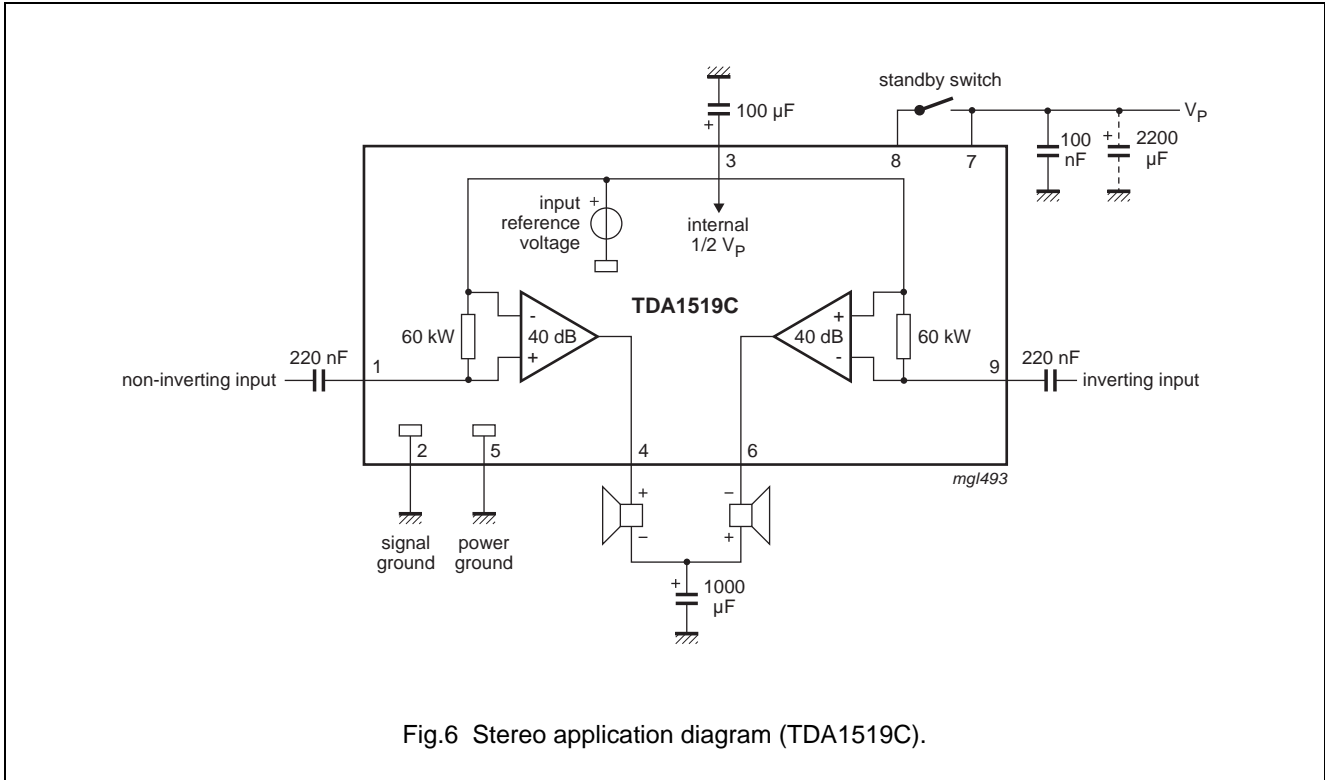 standby switch
100 µF
+
V_P
100
nF
+
2200
µF
3
8
7
input
reference
voltage
+
internal
1/2 V_P
TDA1519C
60 kW
-
+
40 dB
+
-
40 dB
60 kW
220 nF
non-inverting input
1
9
220 nF
inverting input
2
5
4
6
mgl493
signal
ground
power
ground
+
−
−
+
+
1000
µF
Fig.6 Stereo application diagram (TDA1519C).